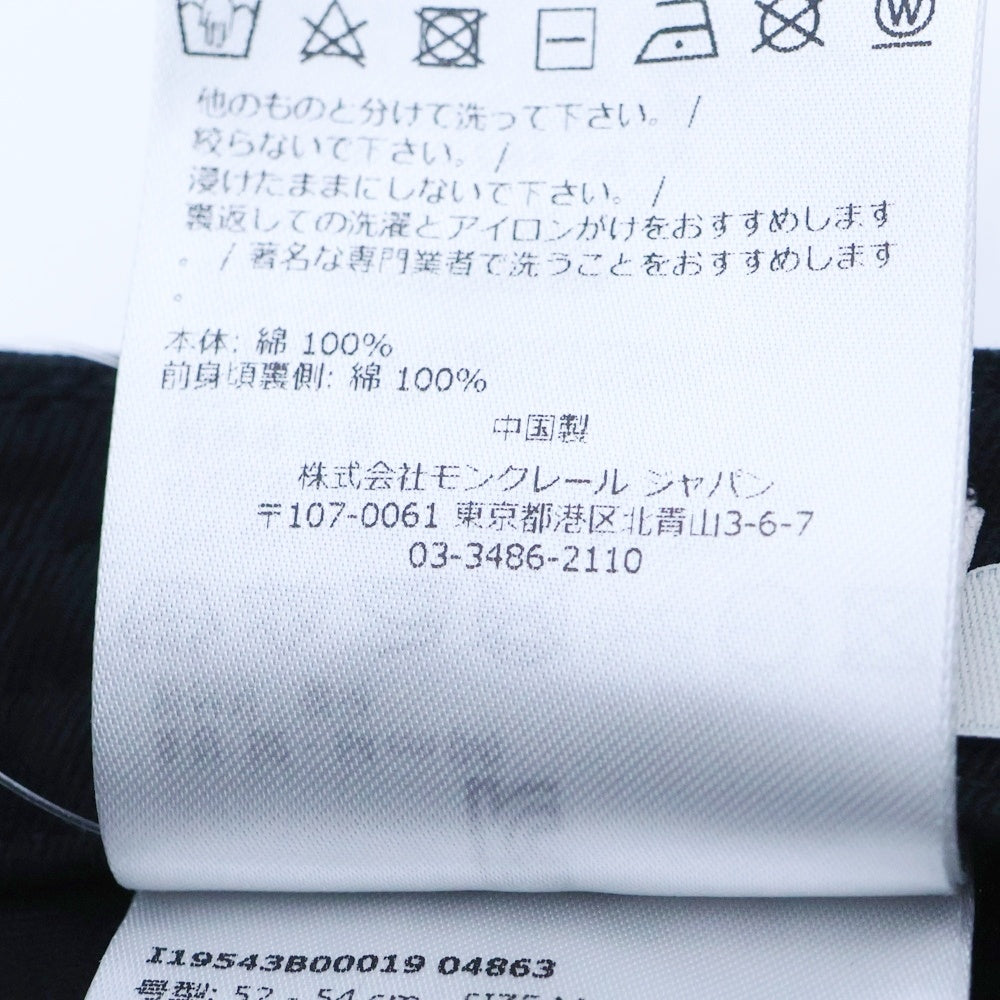 他のものと分けて洗って下さい。 /
絞らないで下さい。 /
浸けたままにしないで下さい。 /
裏返しての洗濯とアイロンがけをおすすめします
。 / 著名な専門業者で洗うことをおすすめします
。
本体: 綿 100%
前身頃裏側: 綿 100%
中国製
株式会社モンクレール ジャパン
〒107-0061 東京都港区北青山3-6-7
03-3486-2110
I19543B00019 04863
号型: 52 - 54 cm